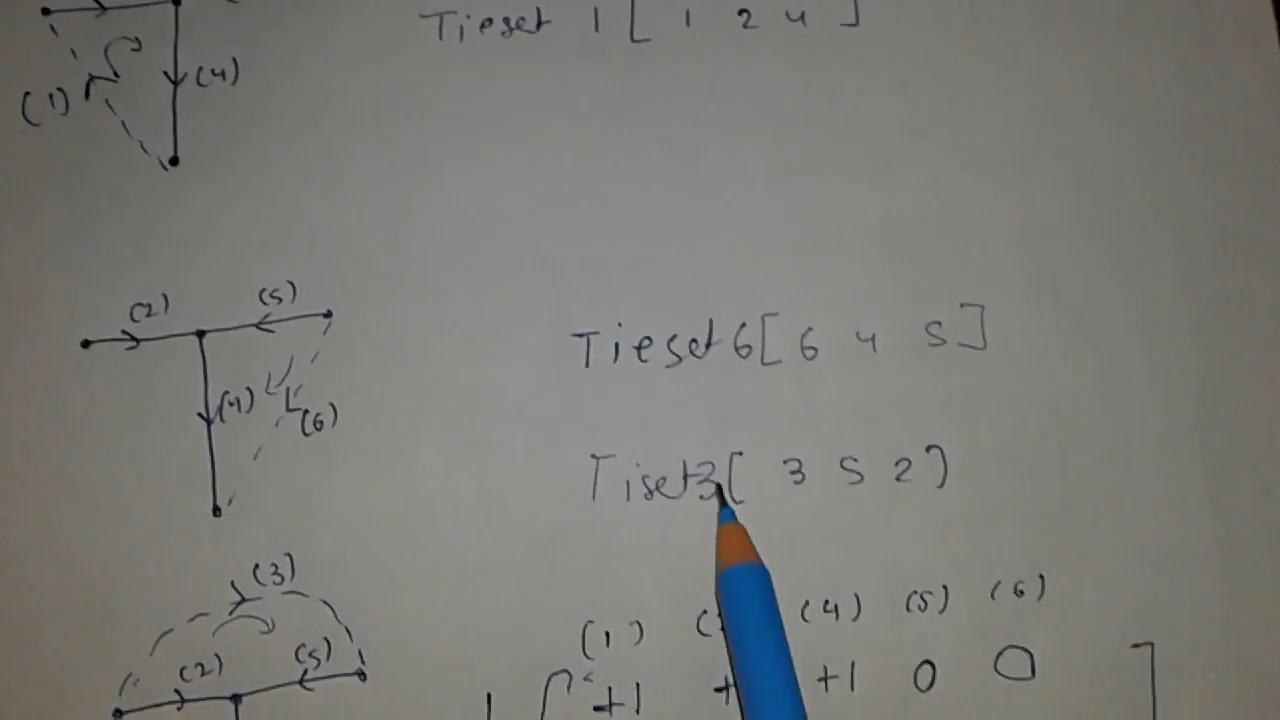 Tieset 1 [ 1 2 4 ]
(4)
(1)
(2) (5)
Tieset 6 [ 6 4 5 ]
(4)
(6)
Tiset 3 [ 3 5 2 )
(3)
(1) (4) (5) (6)
(2) (5)
1 [ +1 + +1 0 0 ]